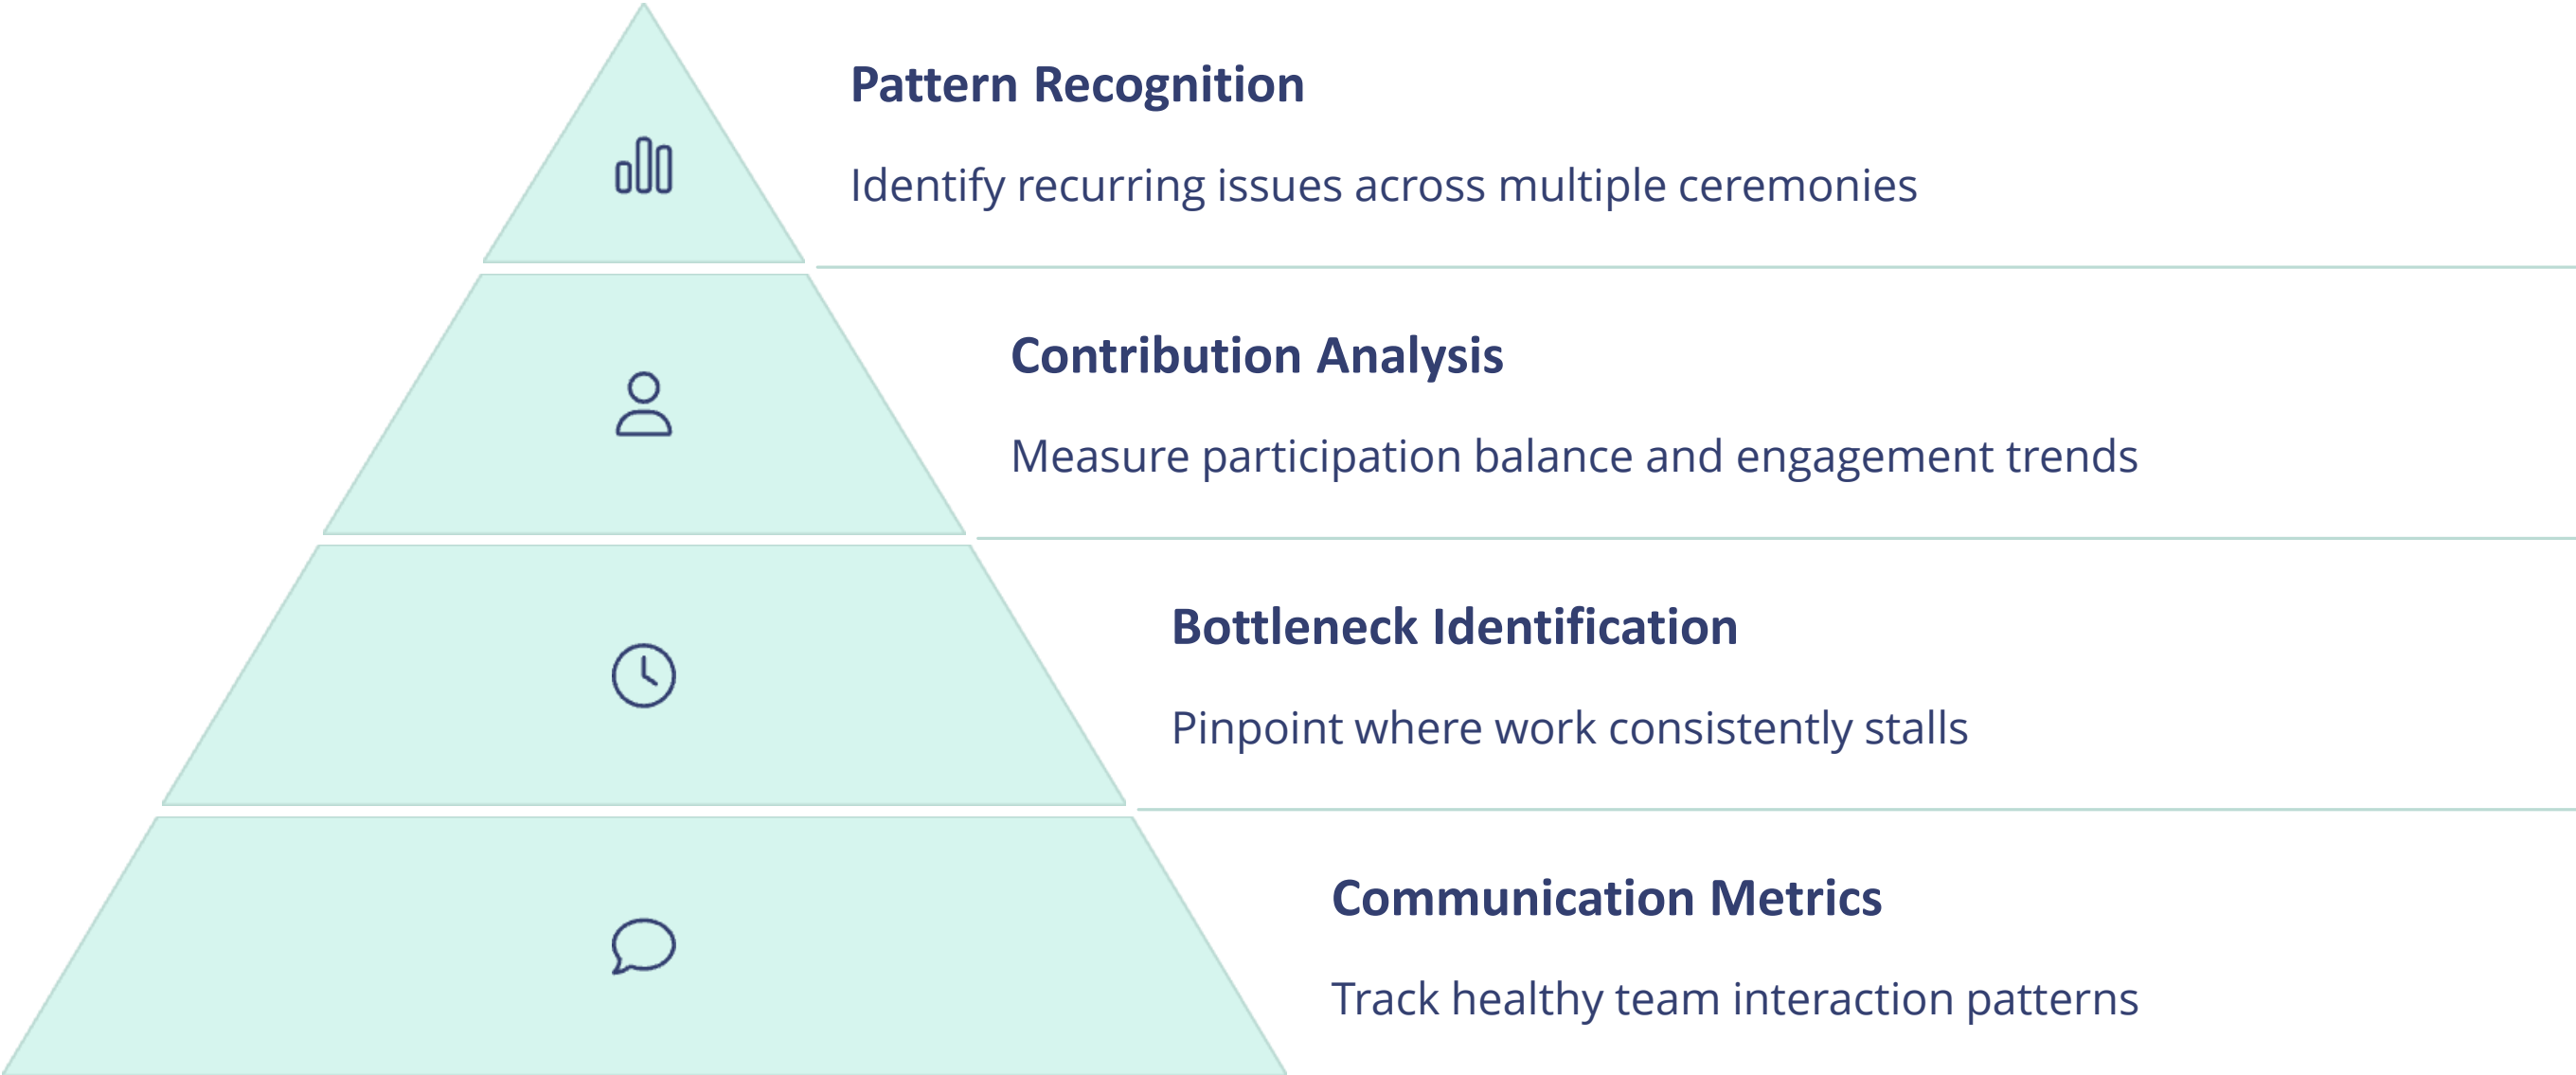 Pattern Recognition
Identify recurring issues across multiple ceremonies
Contribution Analysis
Measure participation balance and engagement trends
Bottleneck Identification
Pinpoint where work consistently stalls
Communication Metrics
Track healthy team interaction patterns